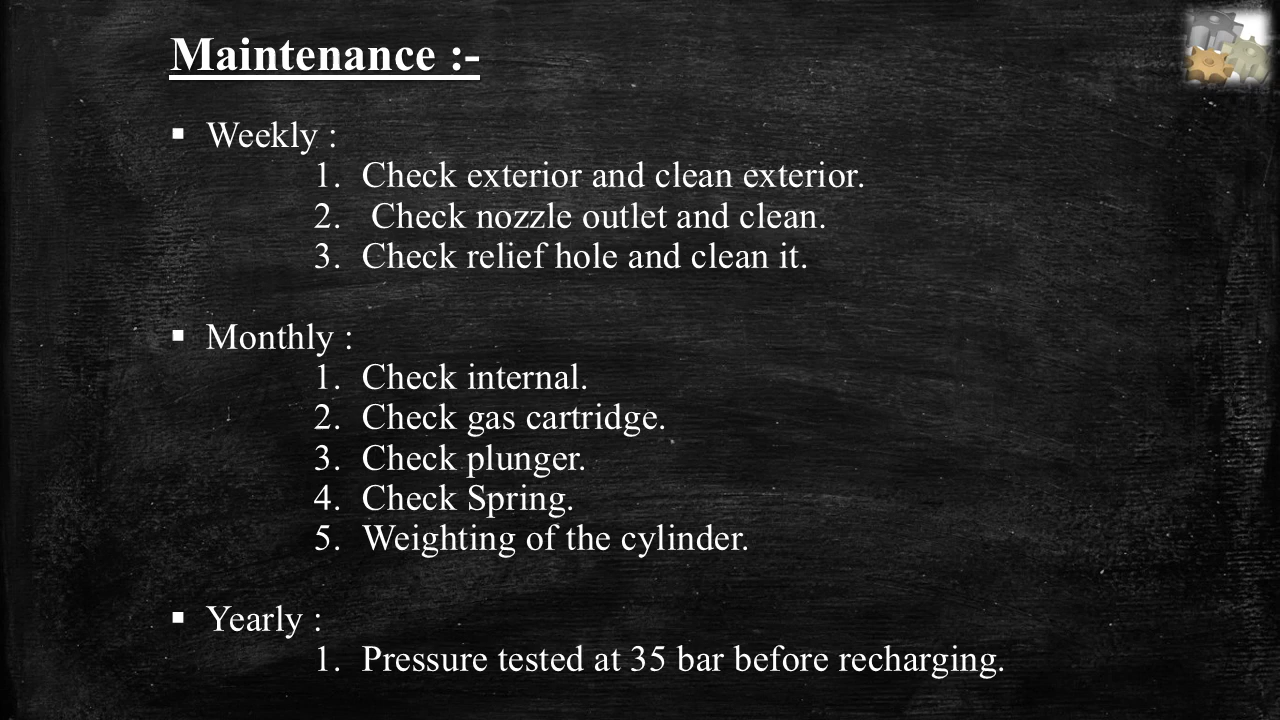 Maintenance :-
▪ Weekly :
1. Check exterior and clean exterior.
2. Check nozzle outlet and clean.
3. Check relief hole and clean it.
▪ Monthly :
1. Check internal.
2. Check gas cartridge.
3. Check plunger.
4. Check Spring.
5. Weighting of the cylinder.
▪ Yearly :
1. Pressure tested at 35 bar before recharging.